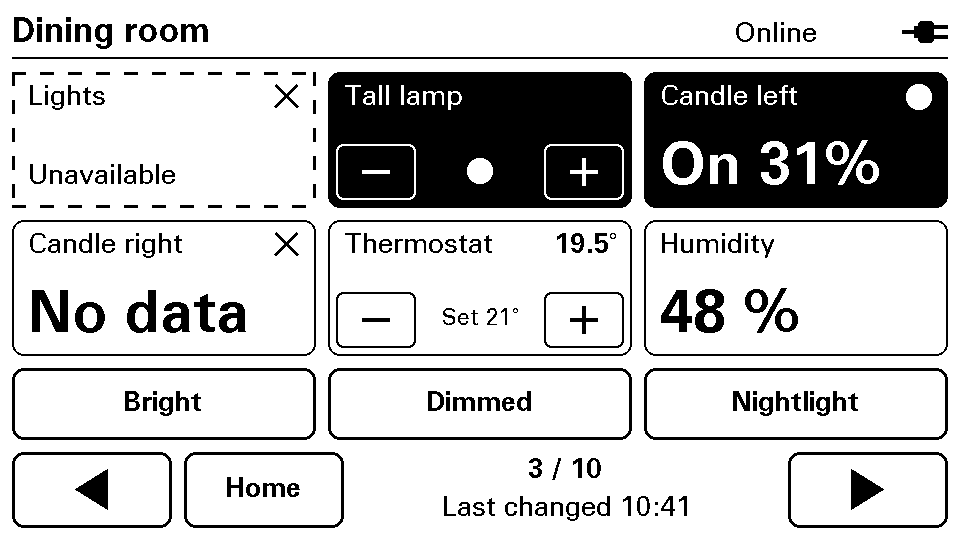 Dining room
Online
Lights
Unavailable
Tall lamp
− +
Candle left
On 31%
Candle right
No data
Thermostat 19.5°
− Set 21° +
Humidity
48 %
Bright
Dimmed
Nightlight
Home
3 / 10
Last changed 10:41